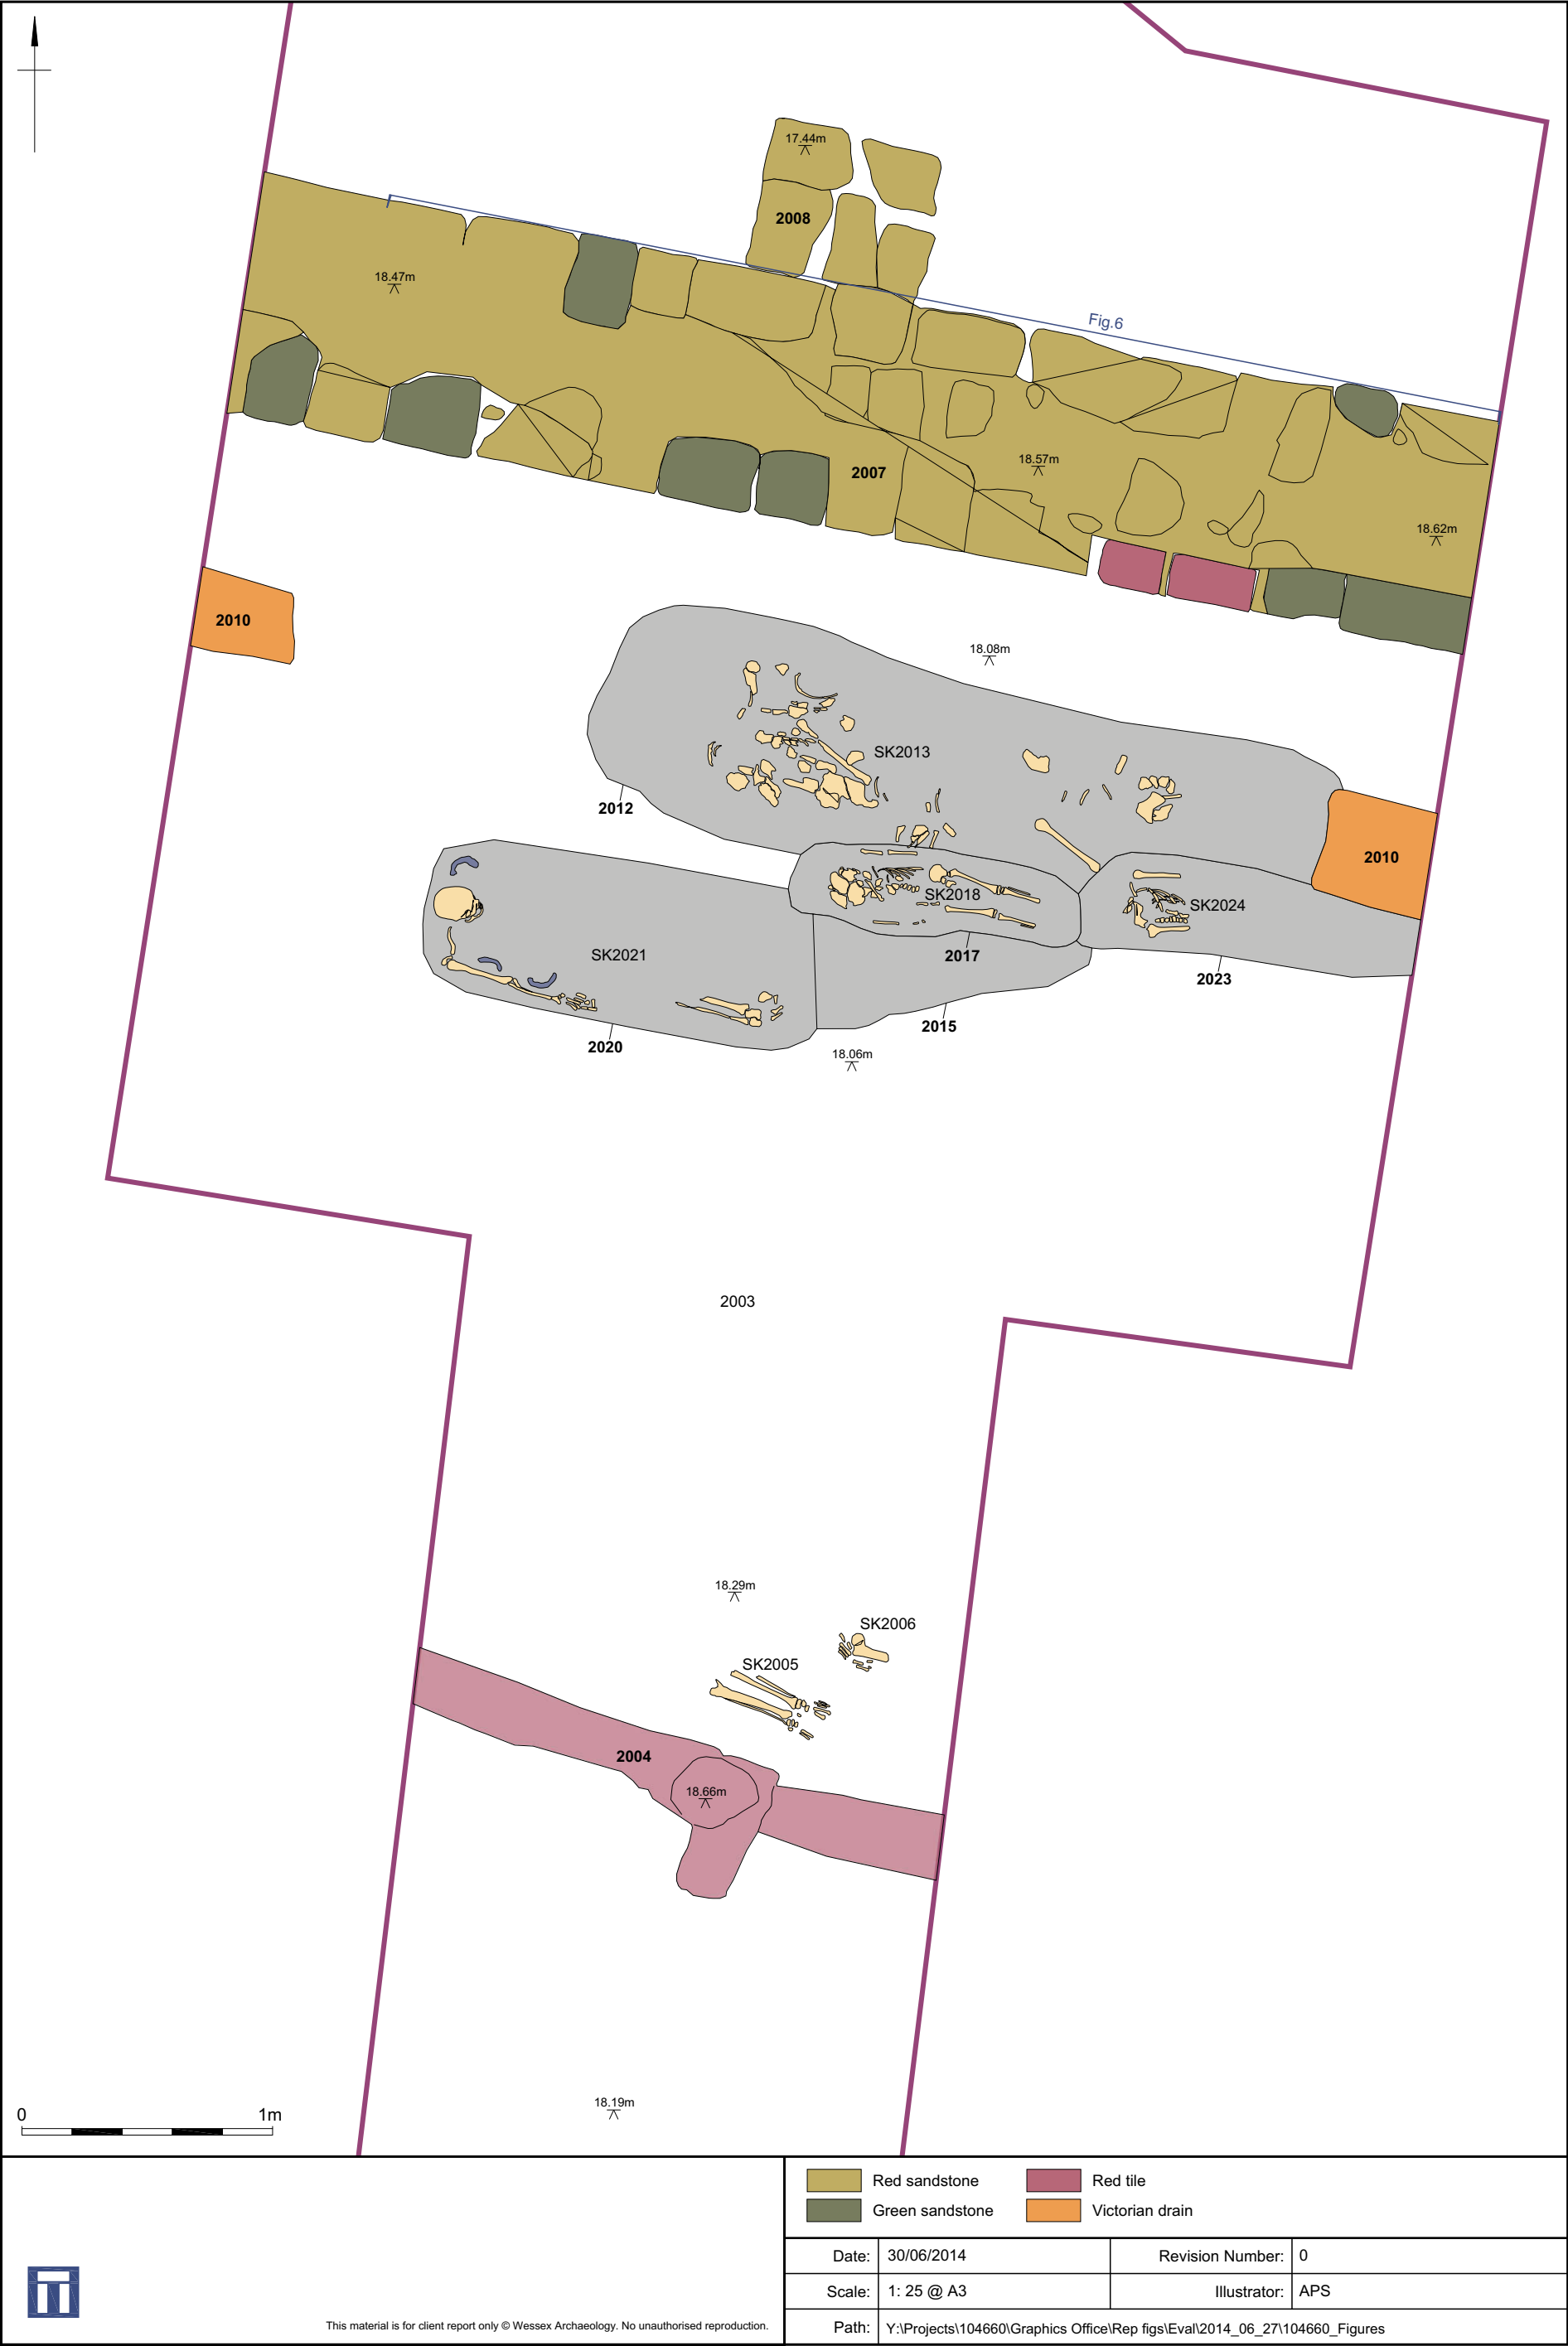 17.44m
2008
18.47m
Fig.6
2007
18.57m
18.62m
2010
18.08m
SK2013
2012
2010
SK2018
SK2024
SK2021
2017
2023
2015
2020
18.06m
2003
18.29m
SK2006
SK2005
2004
18.66m
18.19m
0 1m
Red sandstone Red tile
Green sandstone Victorian drain
Date: 30/06/2014 Revision Number: 0
Scale: 1: 25 @ A3 Illustrator: APS
This material is for client report only © Wessex Archaeology. No unauthorised reproduction.
Path: Y:\Projects\104660\Graphics Office\Rep figs\Eval\2014_06_27\104660_Figures